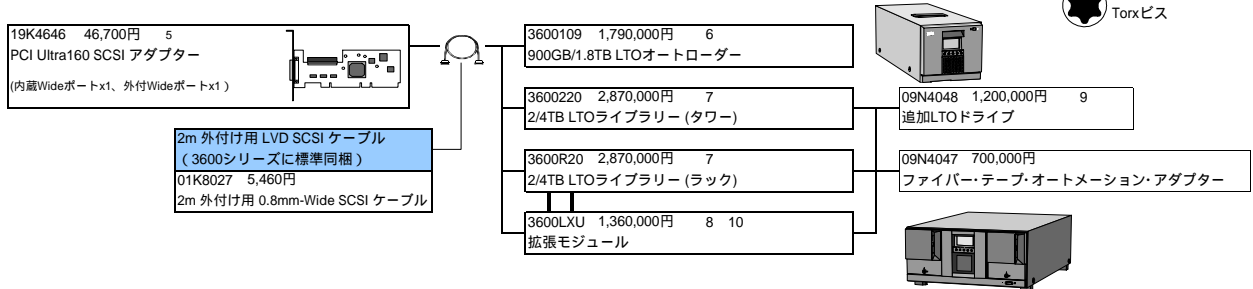 Torxビス
19K4646 46,700円 5
PCI Ultra160 SCSI アダプター
(内蔵Wideポートx1、外付Wideポートx1 )
2m 外付け用 LVD SCSI ケーブル
( 3600シリーズに標準同梱 )
01K8027 5,460円
2m 外付け用 0.8mm-Wide SCSI ケーブル
3600109 1,790,000円 6
900GB/1.8TB LTOオートローダー
3600220 2,870,000円 7
2/4TB LTOライブラリー (タワー)
3600R20 2,870,000円 7
2/4TB LTOライブラリー (ラック)
3600LXU 1,360,000円 8 10
拡張モジュール
09N4048 1,200,000円 9
追加LTOドライブ
09N4047 700,000円
ファイバー・テープ・オートメーション・アダプター